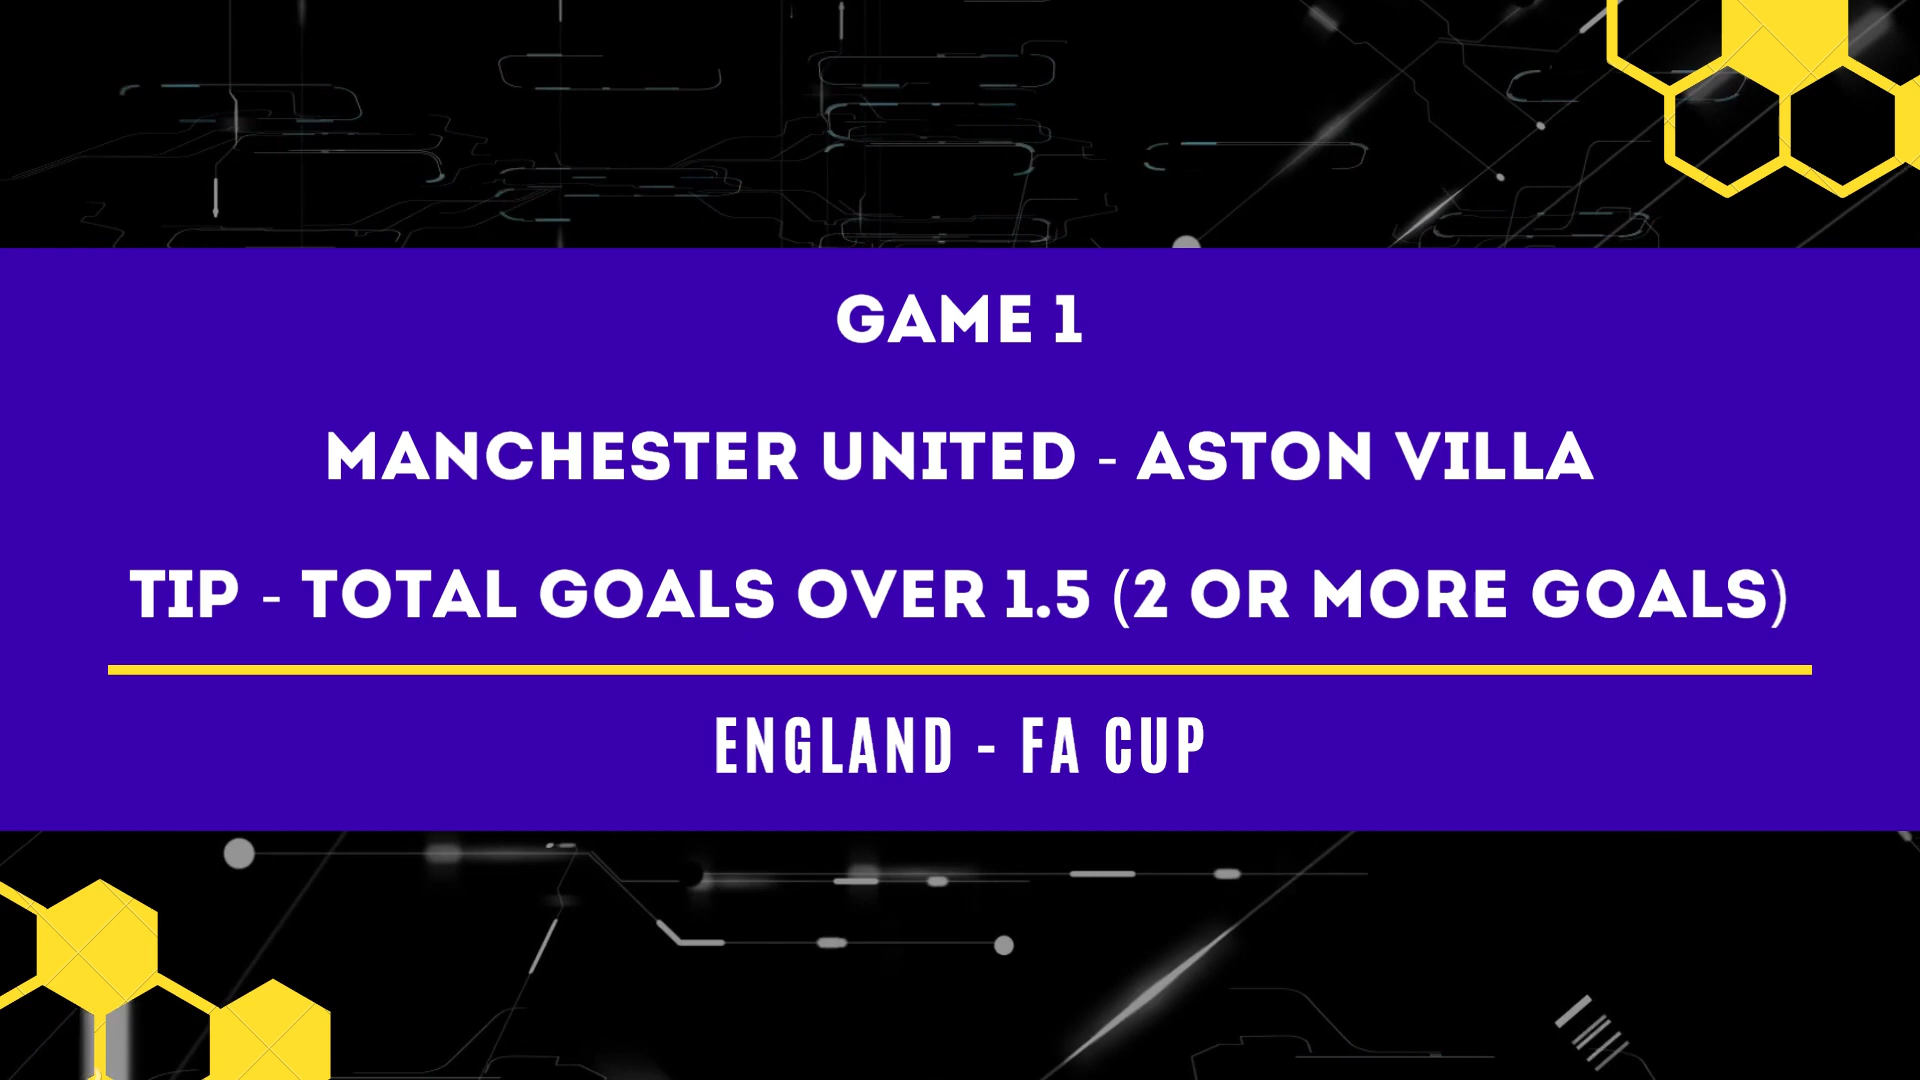 GAME 1
MANCHESTER UNITED - ASTON VILLA
TIP - TOTAL GOALS OVER 1.5 (2 OR MORE GOALS)
ENGLAND - FA CUP